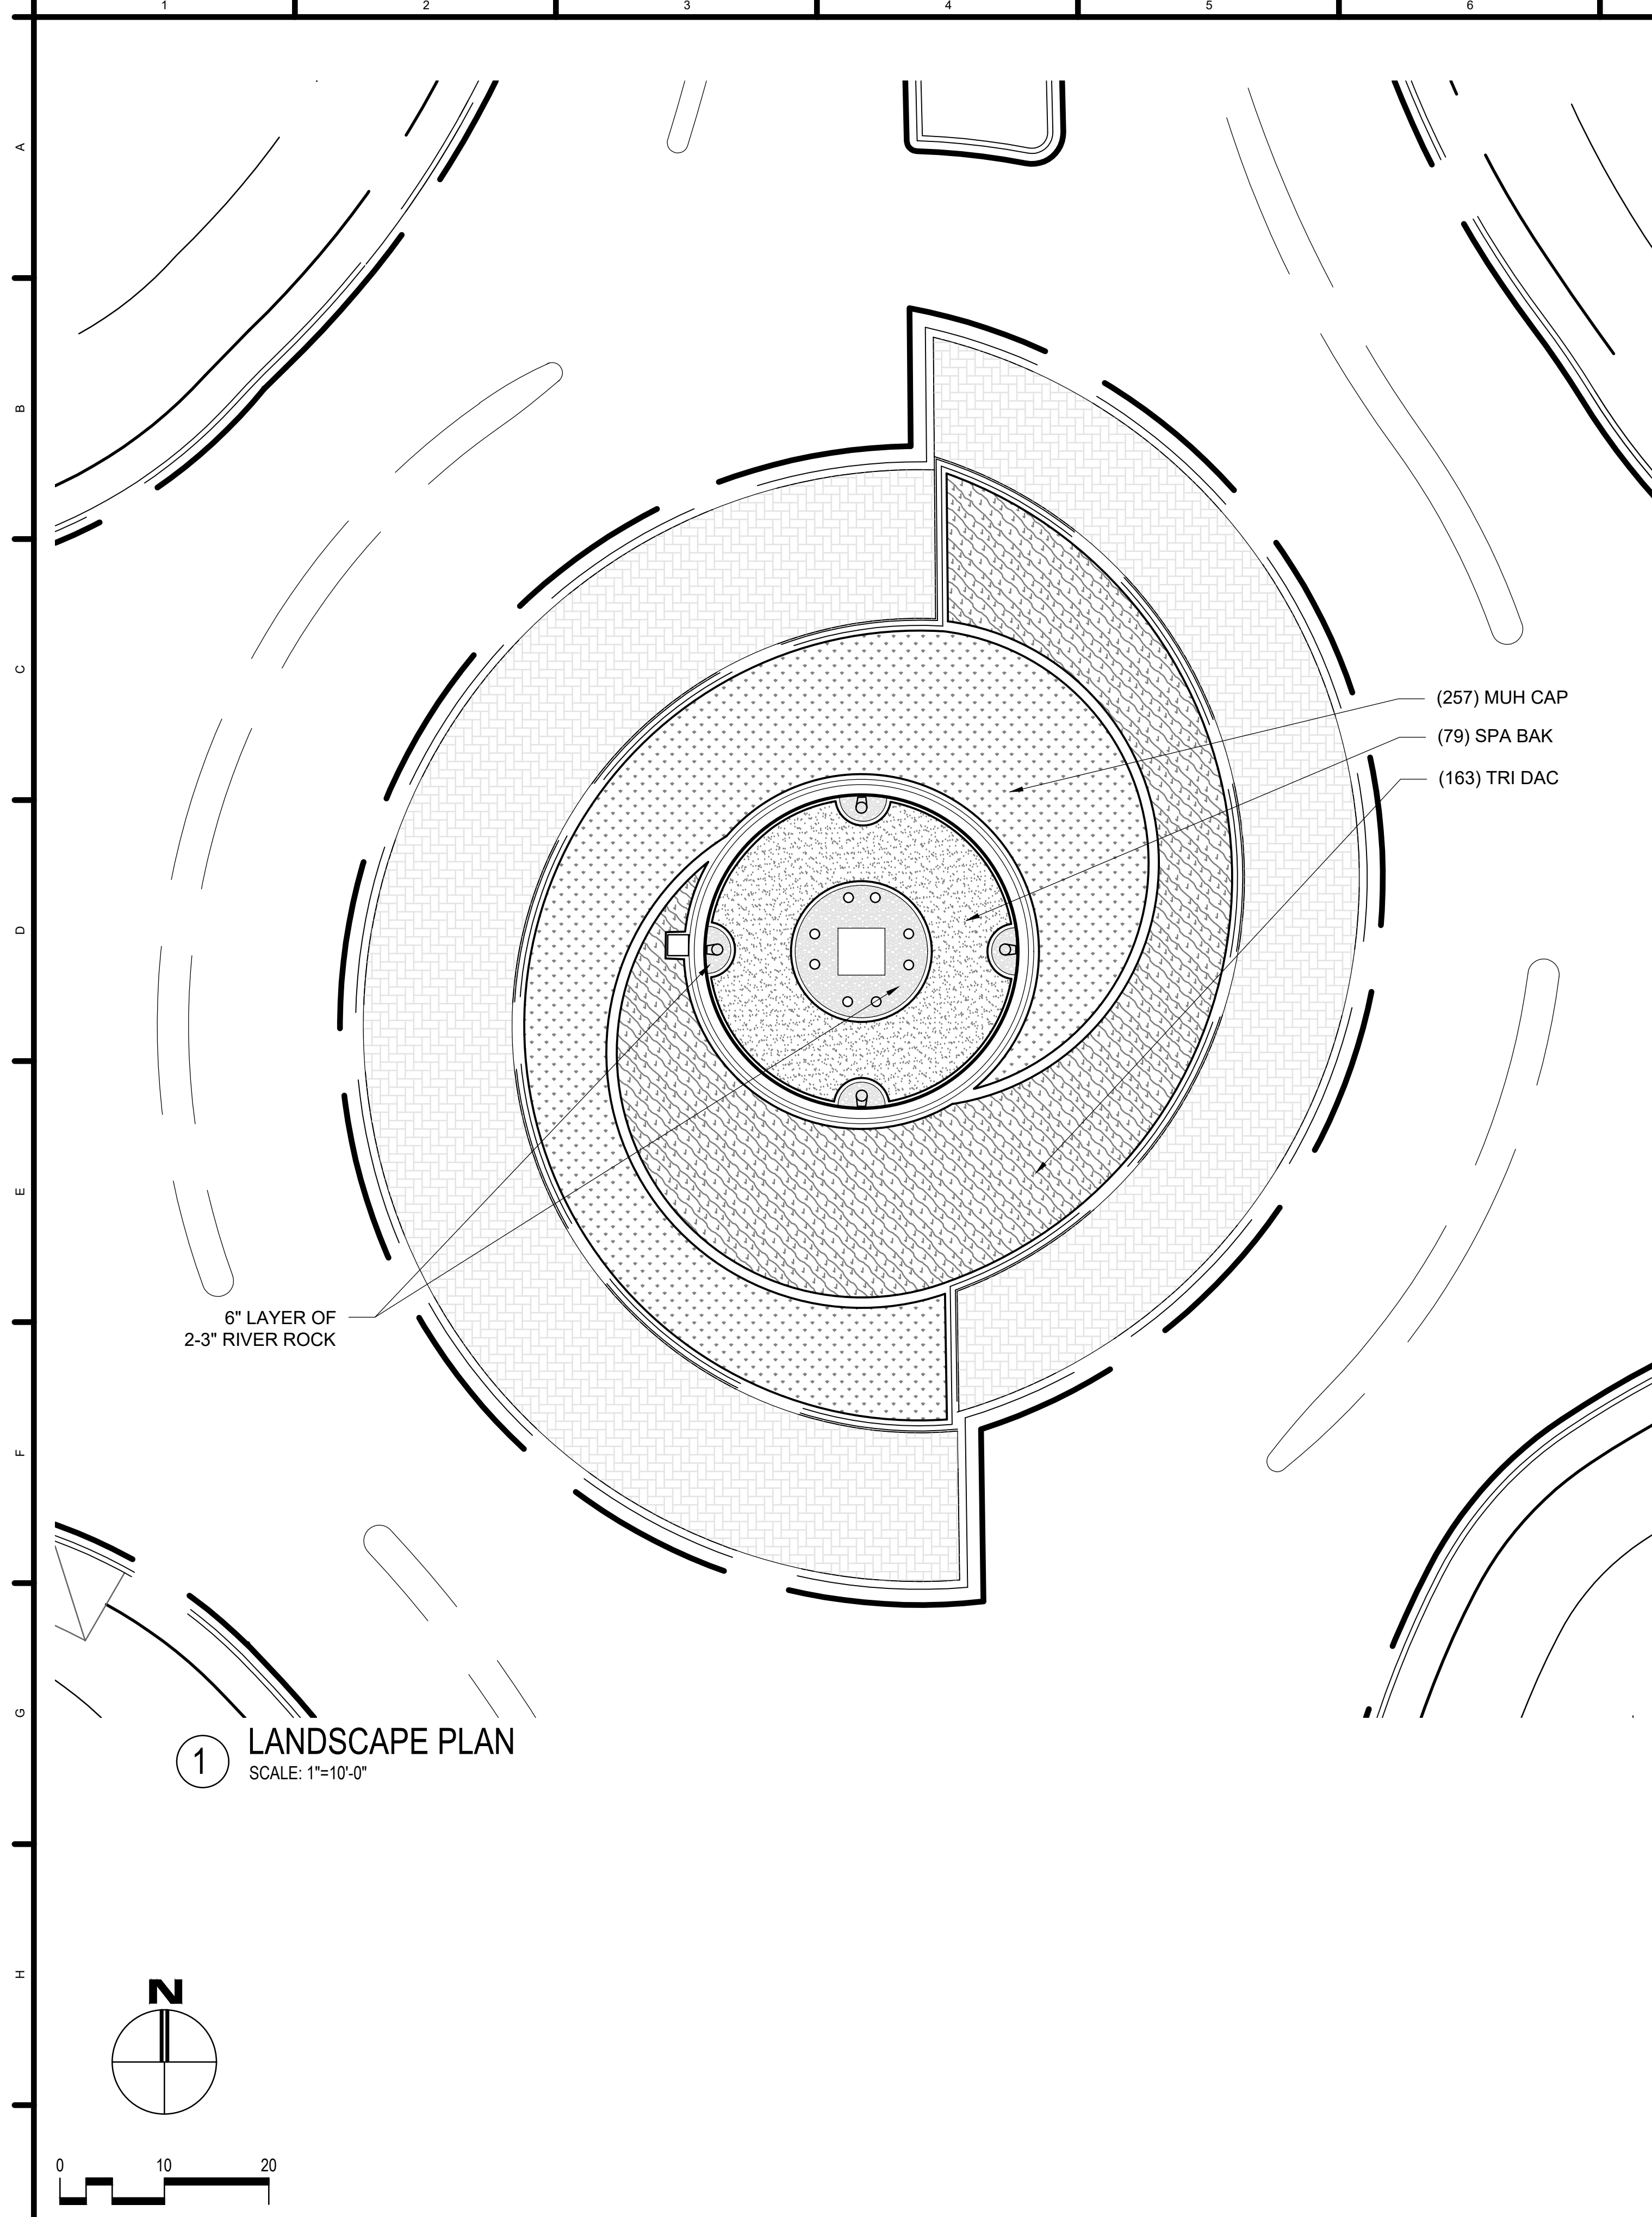 1 2 3 4 5 6
A
B
C
(257) MUH CAP
(79) SPA BAK
(163) TRI DAC
D
E
6" LAYER OF
2-3" RIVER ROCK
F
G
1 LANDSCAPE PLAN
SCALE: 1"=10'-0"
H
N
0 10 20